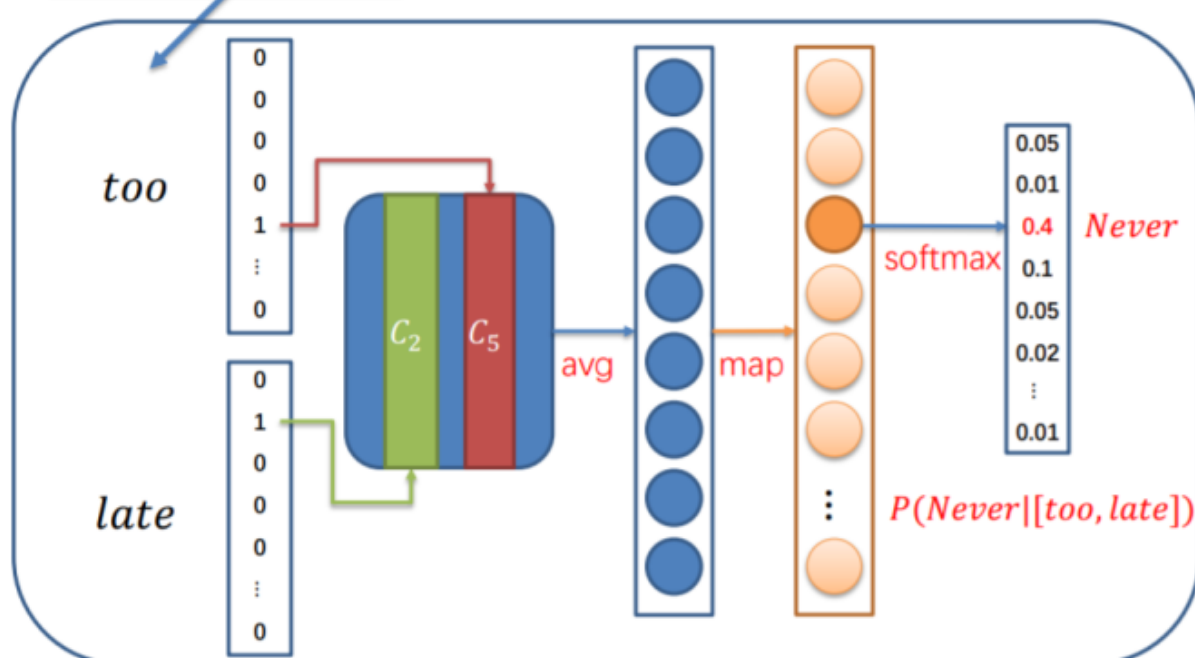 too
0
0
0
0
1
⋮
0
late
0
1
0
0
0
⋮
0
C₂
C₅
avg
map
softmax
0.05
0.01
0.4
0.1
0.05
0.02
⋮
0.01
Never
⋮
P(Never|[too, late])